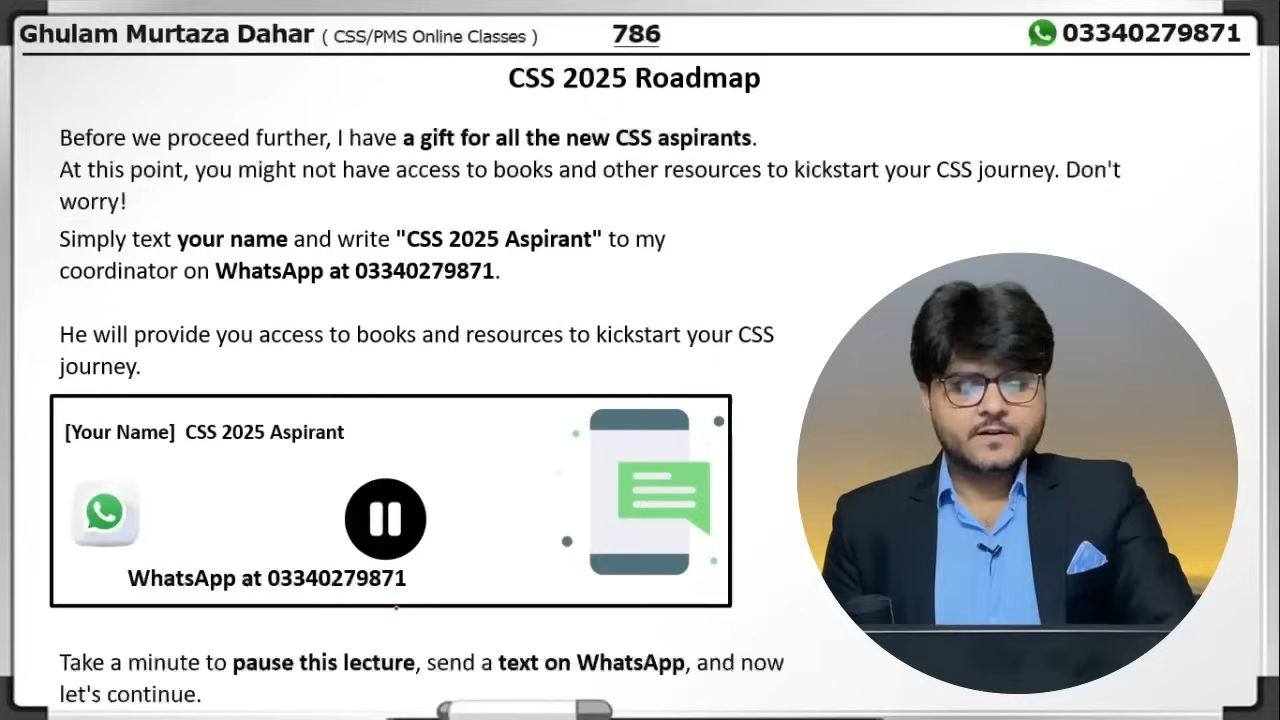 Ghulam Murtaza Dahar ( CSS/PMS Online Classes ) 786 03340279871
CSS 2025 Roadmap
Before we proceed further, I have a gift for all the new CSS aspirants.
At this point, you might not have access to books and other resources to kickstart your CSS journey. Don't
worry!
Simply text your name and write "CSS 2025 Aspirant" to my
coordinator on WhatsApp at 03340279871.
He will provide you access to books and resources to kickstart your CSS
journey.
[Your Name] CSS 2025 Aspirant
WhatsApp at 03340279871
Take a minute to pause this lecture, send a text on WhatsApp, and now
let's continue.